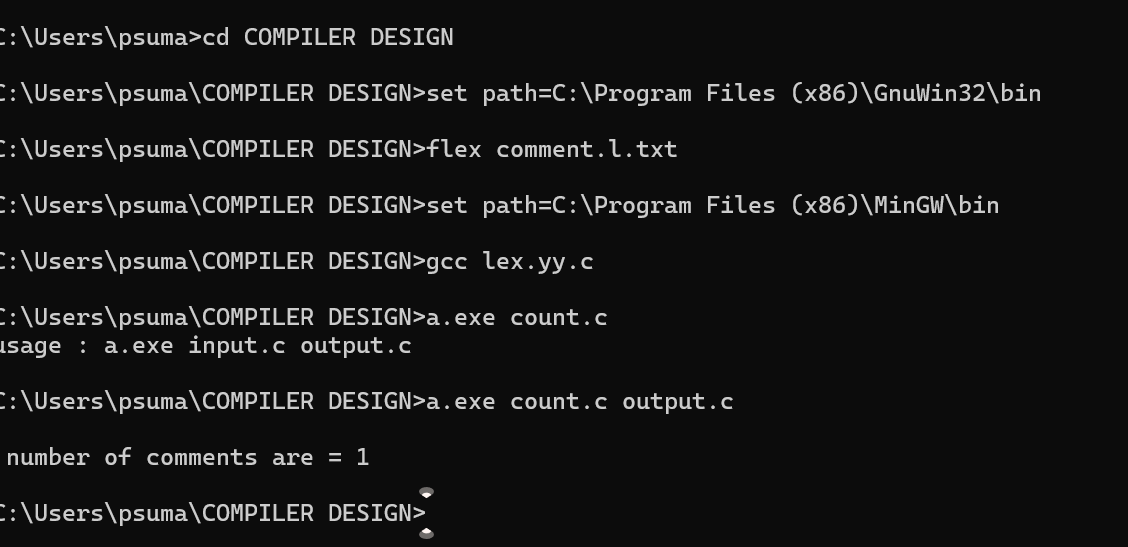 C:\Users\psuma>cd COMPILER DESIGN
C:\Users\psuma\COMPILER DESIGN>set path=C:\Program Files (x86)\GnuWin32\bin
C:\Users\psuma\COMPILER DESIGN>flex comment.l.txt
C:\Users\psuma\COMPILER DESIGN>set path=C:\Program Files (x86)\MinGW\bin
C:\Users\psuma\COMPILER DESIGN>gcc lex.yy.c
C:\Users\psuma\COMPILER DESIGN>a.exe count.c
usage : a.exe input.c output.c
C:\Users\psuma\COMPILER DESIGN>a.exe count.c output.c
number of comments are = 1
C:\Users\psuma\COMPILER DESIGN>